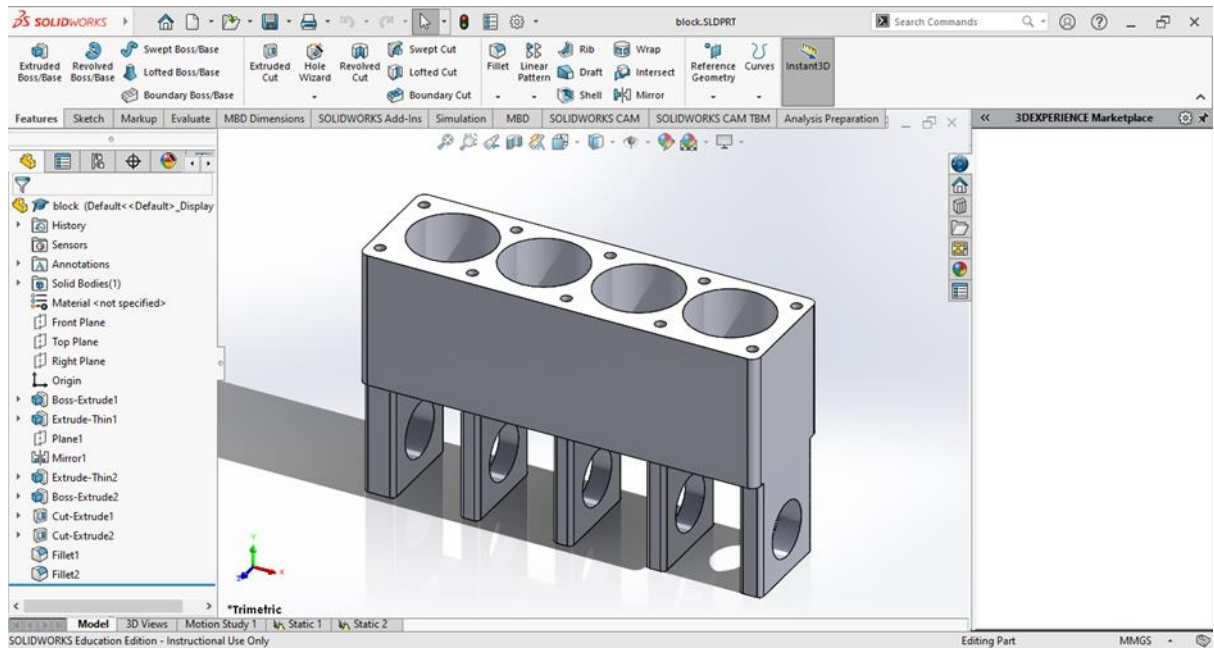 SOLIDWORKS
block.SLDPRT
Search Commands
Extruded Boss/Base
Revolved Boss/Base
Swept Boss/Base
Lofted Boss/Base
Boundary Boss/Base
Extruded Cut
Hole Wizard
Revolved Cut
Swept Cut
Lofted Cut
Boundary Cut
Fillet
Linear Pattern
Rib
Draft
Shell
Wrap
Intersect
Mirror
Reference Geometry
Curves
Instant3D
Features Sketch Markup Evaluate MBD Dimensions SOLIDWORKS Add-Ins Simulation MBD SOLIDWORKS CAM SOLIDWORKS CAM TBM Analysis Preparation
3DEXPERIENCE Marketplace
block (Default<<Default>_Display
History
Sensors
Annotations
Solid Bodies(1)
Material <not specified>
Front Plane
Top Plane
Right Plane
Origin
Boss-Extrude1
Extrude-Thin1
Plane1
Mirror1
Extrude-Thin2
Boss-Extrude2
Cut-Extrude1
Cut-Extrude2
Fillet1
Fillet2
*Trimetric
Model 3D Views Motion Study 1 Static 1 Static 2
SOLIDWORKS Education Edition - Instructional Use Only
Editing Part
MMGS